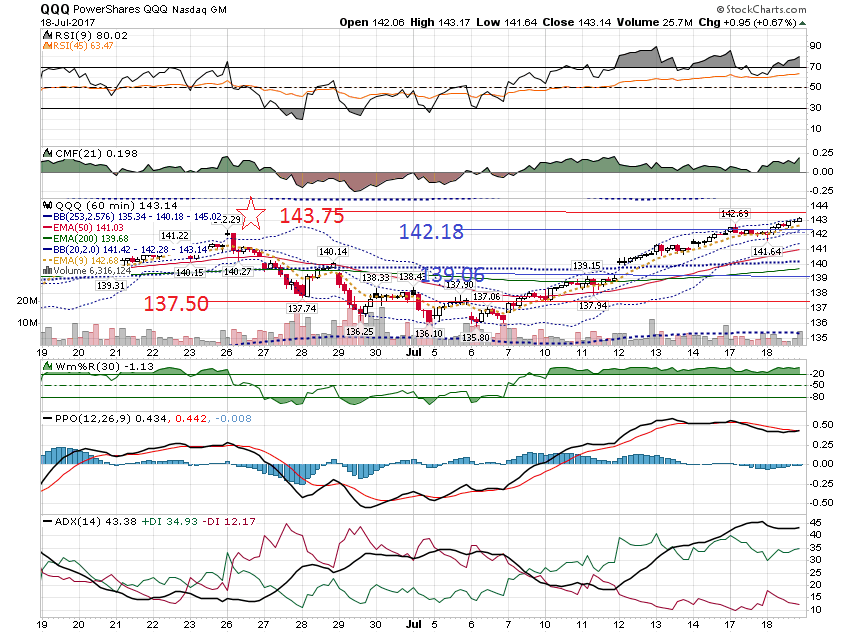 QQQ PowerShares QQQ Nasdaq GM © StockCharts.com
18-Jul-2017 Open 142.06 High 143.17 Low 141.64 Close 143.14 Volume 25.7M Chg +0.95 (+0.67%)
RSI(9) 80.02
RSI(45) 63.47
90
70
50
30
10
CMF(21) 0.198
0.25
0.00
-0.25
QQQ (60 min) 143.14
BB(253,2.576) 135.34 - 140.18 - 145.02
EMA(50) 141.03
EMA(200) 139.68
BB(20,2.0) 141.42 - 142.28 - 143.14
EMA(9) 142.68
Volume 6,316,124
2.29
143.75
142.18
139.06
137.50
142.69
141.22
140.14
141.64
140.15
140.27
139.15
138.33
138.43
137.90
139.31
137.06
137.94
137.74
136.25
136.10
135.80
144
143
142
141
140
139
138
137
136
135
20M
10M
19 20 21 22 23 26 27 28 29 30 Jul 5 6 7 10 11 12 13 14 17 18
Wm%R(30) -1.13
-20
-50
-80
PPO(12,26,9) 0.434, 0.442, -0.008
0.50
0.25
0.00
-0.25
-0.50
ADX(14) 43.38 +DI 34.93 -DI 12.17
45
40
35
30
25
20
15
10
19 20 21 22 23 26 27 28 29 30 Jul 5 6 7 10 11 12 13 14 17 18